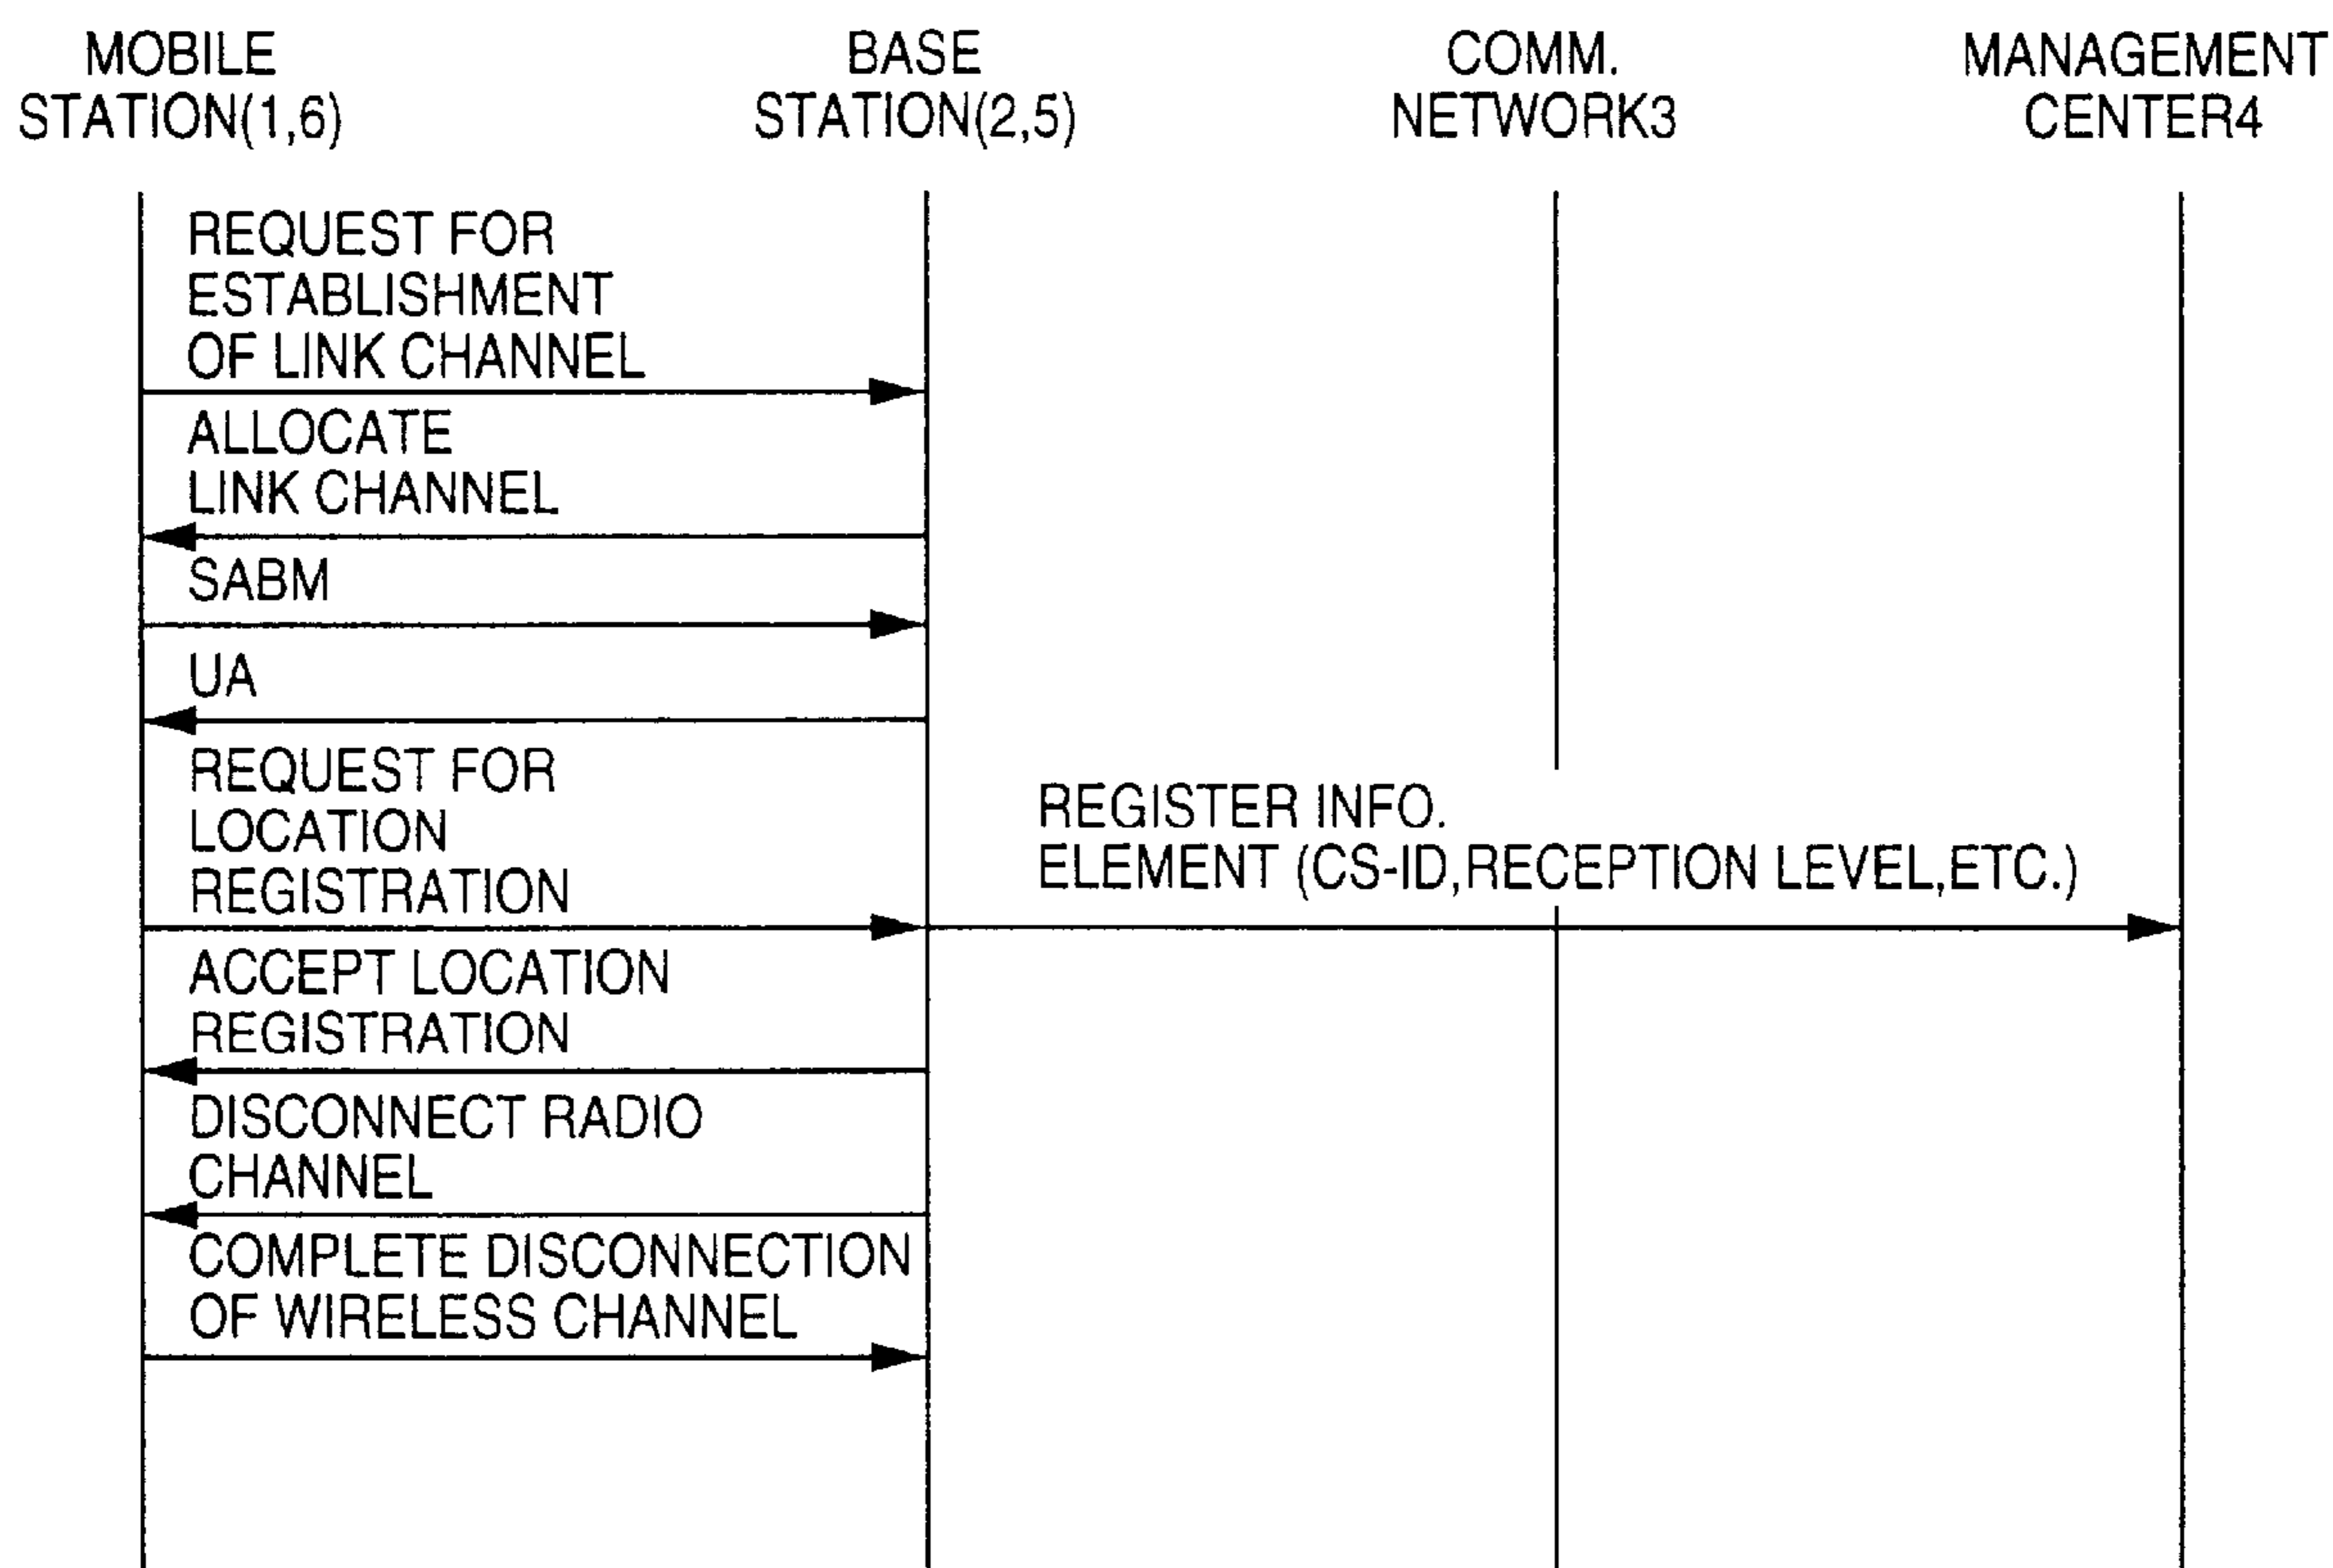 MOBILE
STATION(1,6)
BASE
STATION(2,5)
COMM.
NETWORK3
MANAGEMENT
CENTER4
REQUEST FOR
ESTABLISHMENT
OF LINK CHANNEL
ALLOCATE
LINK CHANNEL
SABM
UA
REQUEST FOR
LOCATION
REGISTRATION
REGISTER INFO.
ELEMENT (CS-ID,RECEPTION LEVEL,ETC.)
ACCEPT LOCATION
REGISTRATION
DISCONNECT RADIO
CHANNEL
COMPLETE DISCONNECTION
OF WIRELESS CHANNEL